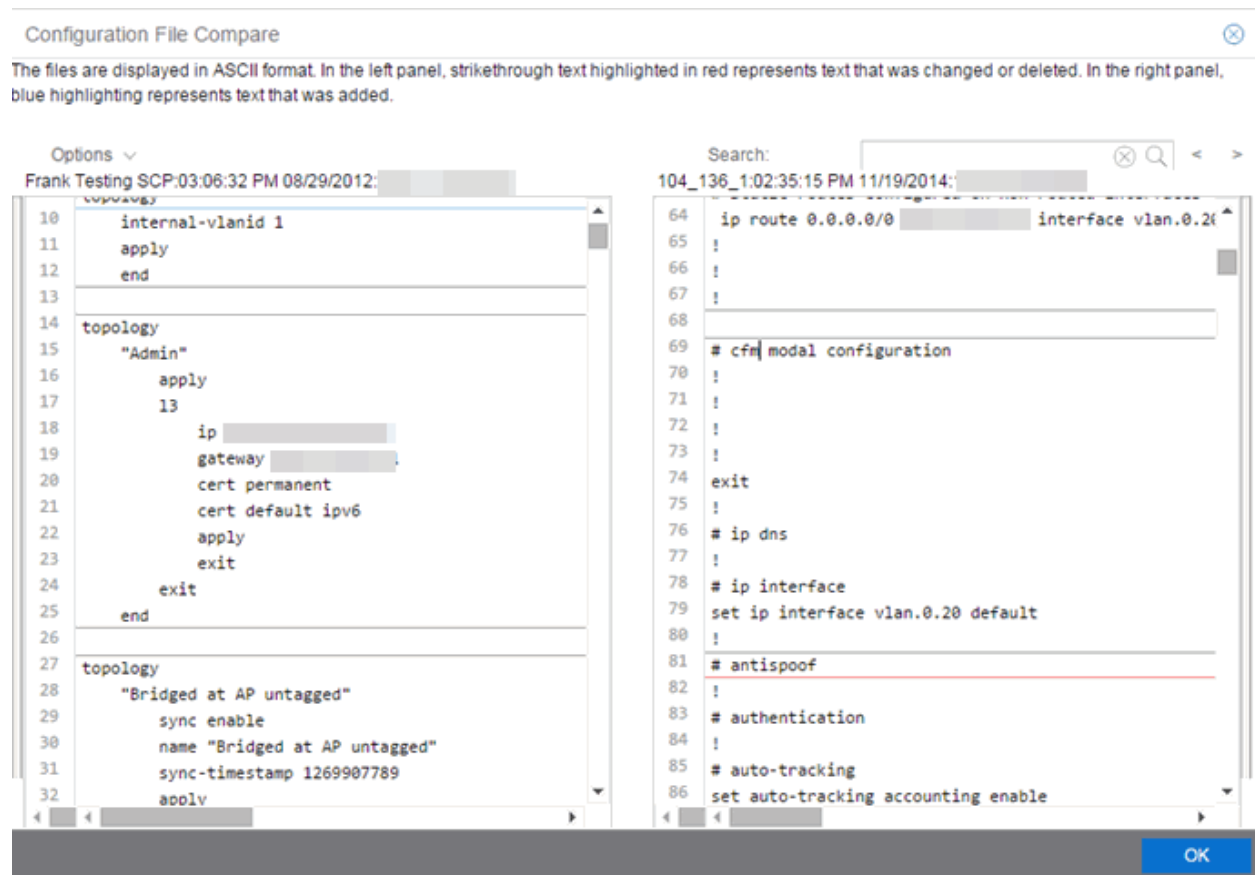 Configuration File Compare
The files are displayed in ASCII format. In the left panel, strikethrough text highlighted in red represents text that was changed or deleted. In the right panel,
blue highlighting represents text that was added.
Options
Search:
< >
Frank Testing SCP:03:06:32 PM 08/29/2012:
topology
10 internal-vlanid 1
11 apply
12 end
13
14 topology
15 "Admin"
16 apply
17 l3
18 ip
19 gateway
20 cert permanent
21 cert default ipv6
22 apply
23 exit
24 exit
25 end
26
27 topology
28 "Bridged at AP untagged"
29 sync enable
30 name "Bridged at AP untagged"
31 sync-timestamp 1269907789
32 apply
104_136_1:02:35:15 PM 11/19/2014:
# Static routes configured in non routed interfaces
64 ip route 0.0.0.0/0 interface vlan.0.20
65 !
66 !
67 !
68
69 # cfm modal configuration
70 !
71 !
72 !
73 !
74 exit
75 !
76 # ip dns
77 !
78 # ip interface
79 set ip interface vlan.0.20 default
80 !
81 # antispoof
82 !
83 # authentication
84 !
85 # auto-tracking
86 set auto-tracking accounting enable
OK